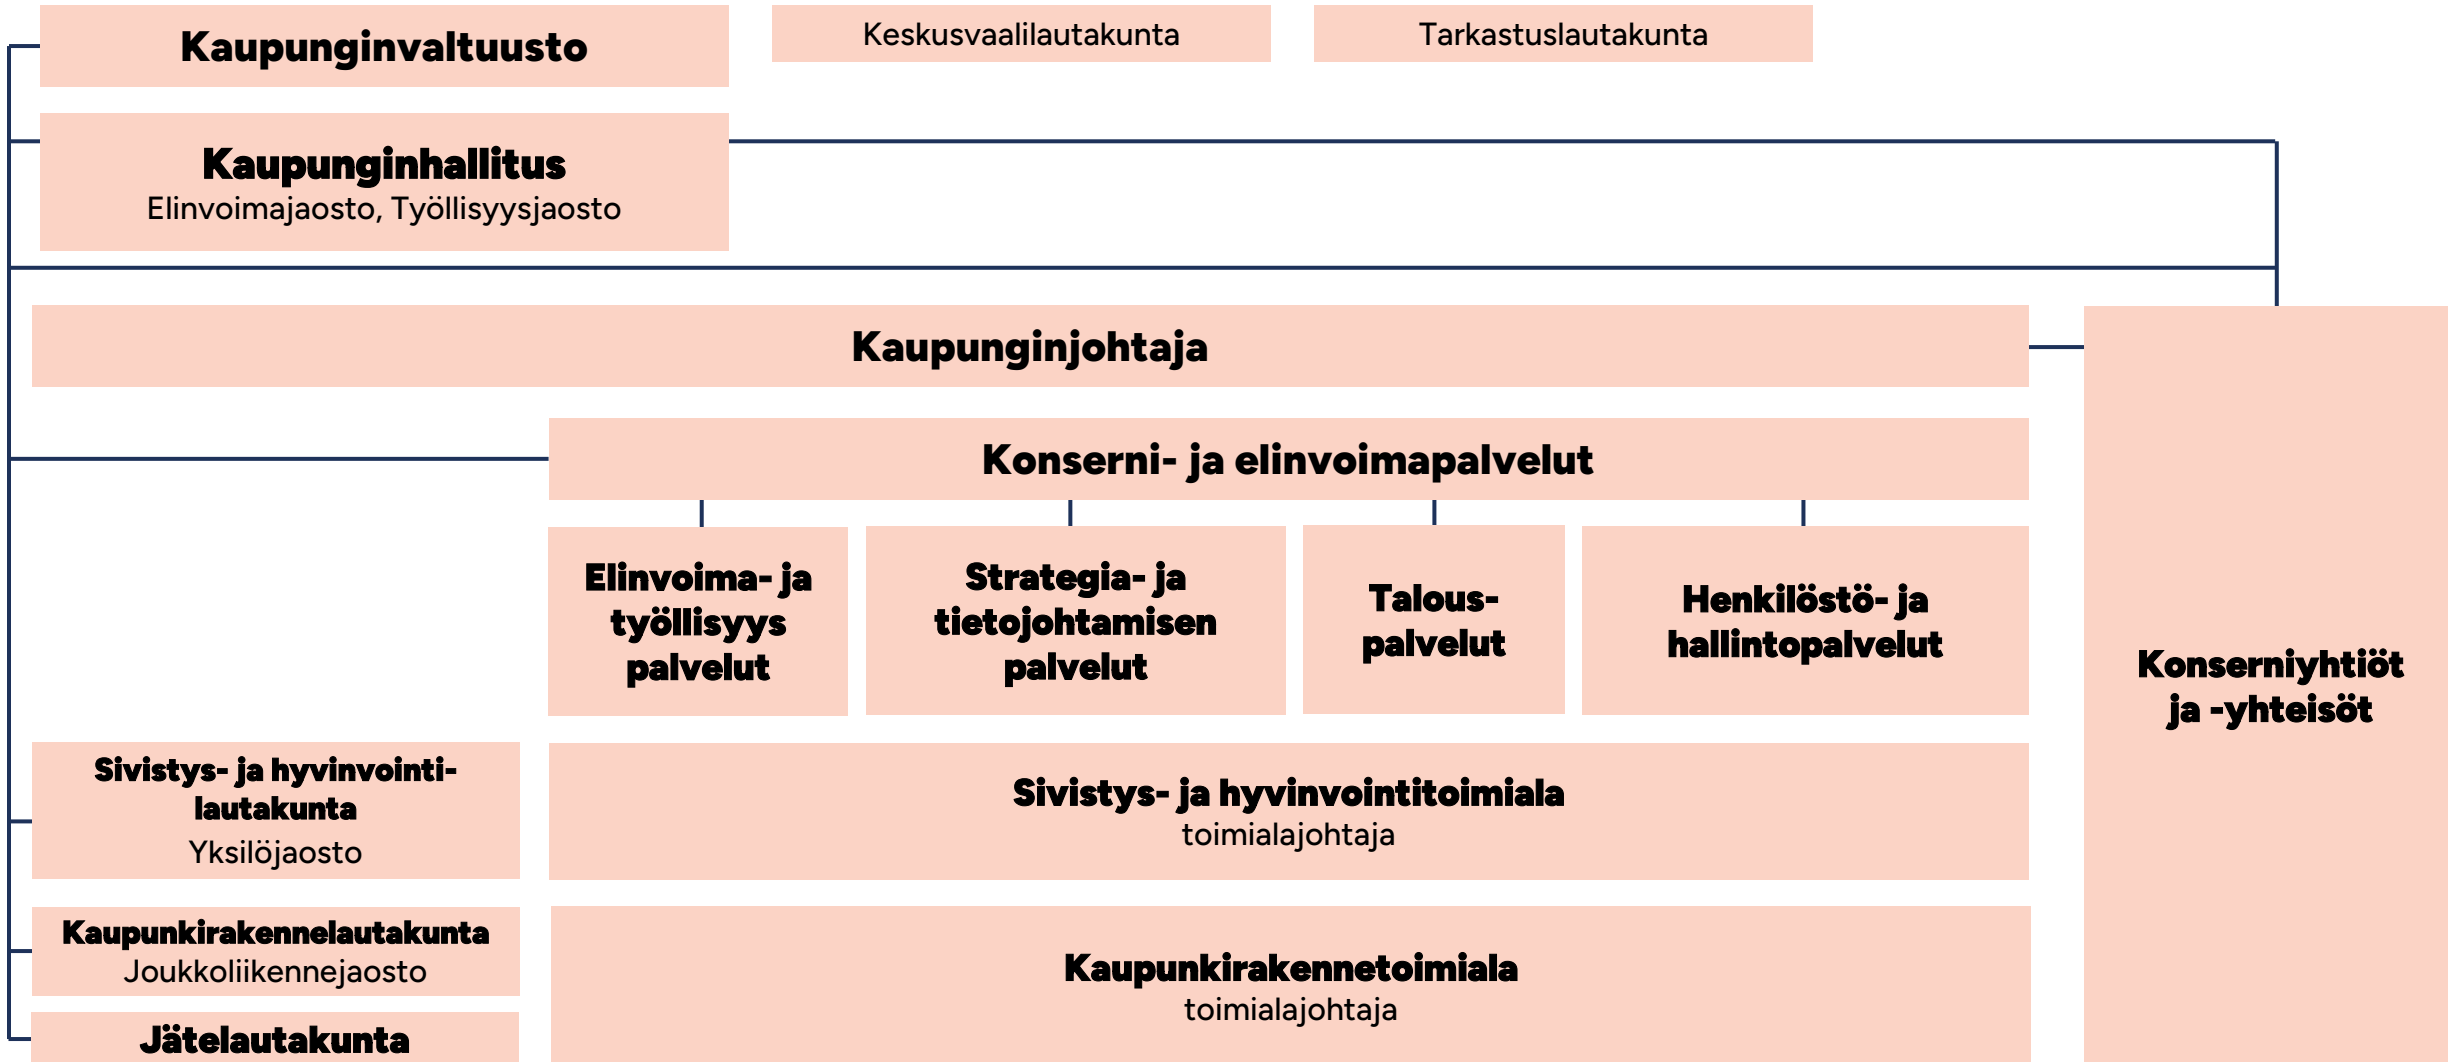 Kaupunginvaltuusto
Keskusvaalilautakunta
Tarkastuslautakunta
Kaupunginhallitus
Elinvoimajaosto, Työllisyysjaosto
Kaupunginjohtaja
Konserni- ja elinvoimapalvelut
Elinvoima- ja
työllisyys
palvelut
Strategia- ja
tietojohtamisen
palvelut
Talous-
palvelut
Henkilöstö- ja
hallintopalvelut
Konserniyhtiöt
ja -yhteisöt
Sivistys- ja hyvinvointi-
lautakunta
Yksilöjaosto
Sivistys- ja hyvinvointitoimiala
toimialajohtaja
Kaupunkirakennelautakunta
Joukkoliikennejaosto
Kaupunkirakennetoimiala
toimialajohtaja
Jätelautakunta